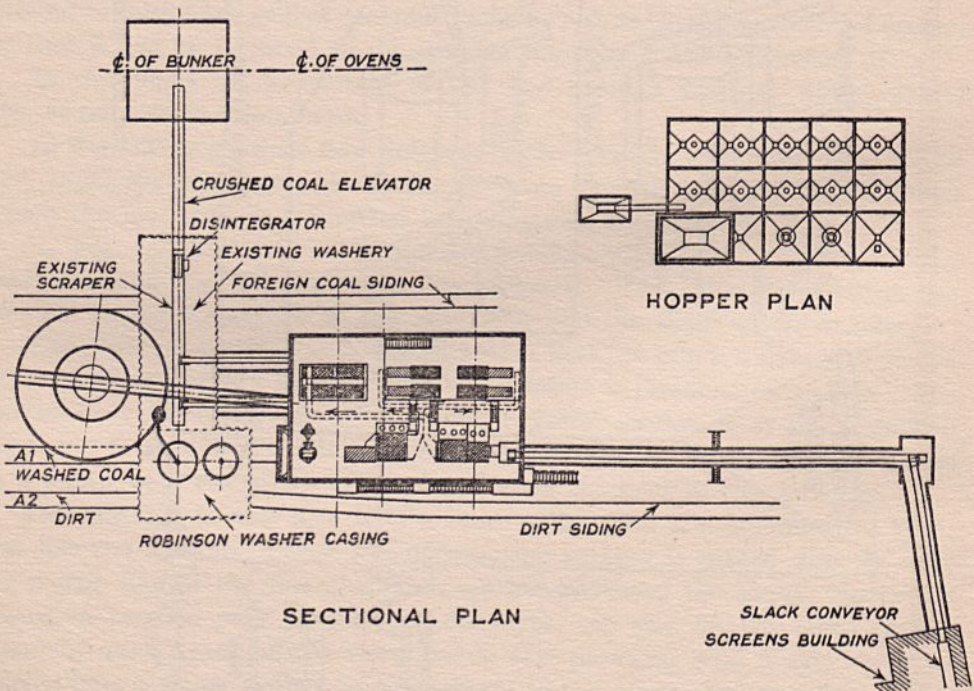 ℄ OF BUNKER
℄ OF OVENS
CRUSHED COAL ELEVATOR
DISINTEGRATOR
EXISTING WASHERY
EXISTING
SCRAPER
FOREIGN COAL SIDING
HOPPER PLAN
A1
WASHED COAL
A2
DIRT
ROBINSON WASHER CASING
DIRT SIDING
SECTIONAL PLAN
SLACK CONVEYOR
SCREENS BUILDING